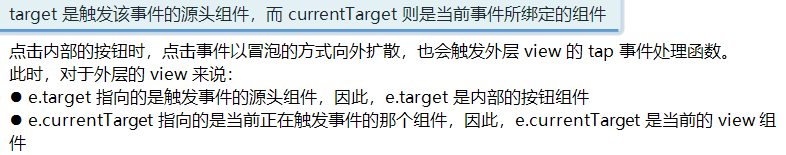 target 是触发该事件的源头组件，而 currentTarget 则是当前事件所绑定的组件
点击内部的按钮时，点击事件以冒泡的方式向外扩散，也会触发外层 view 的 tap 事件处理函数。
此时，对于外层的 view 来说：
● e.target 指向的是触发事件的源头组件，因此，e.target 是内部的按钮组件
● e.currentTarget 指向的是当前正在触发事件的那个组件，因此，e.currentTarget 是当前的 view 组
件